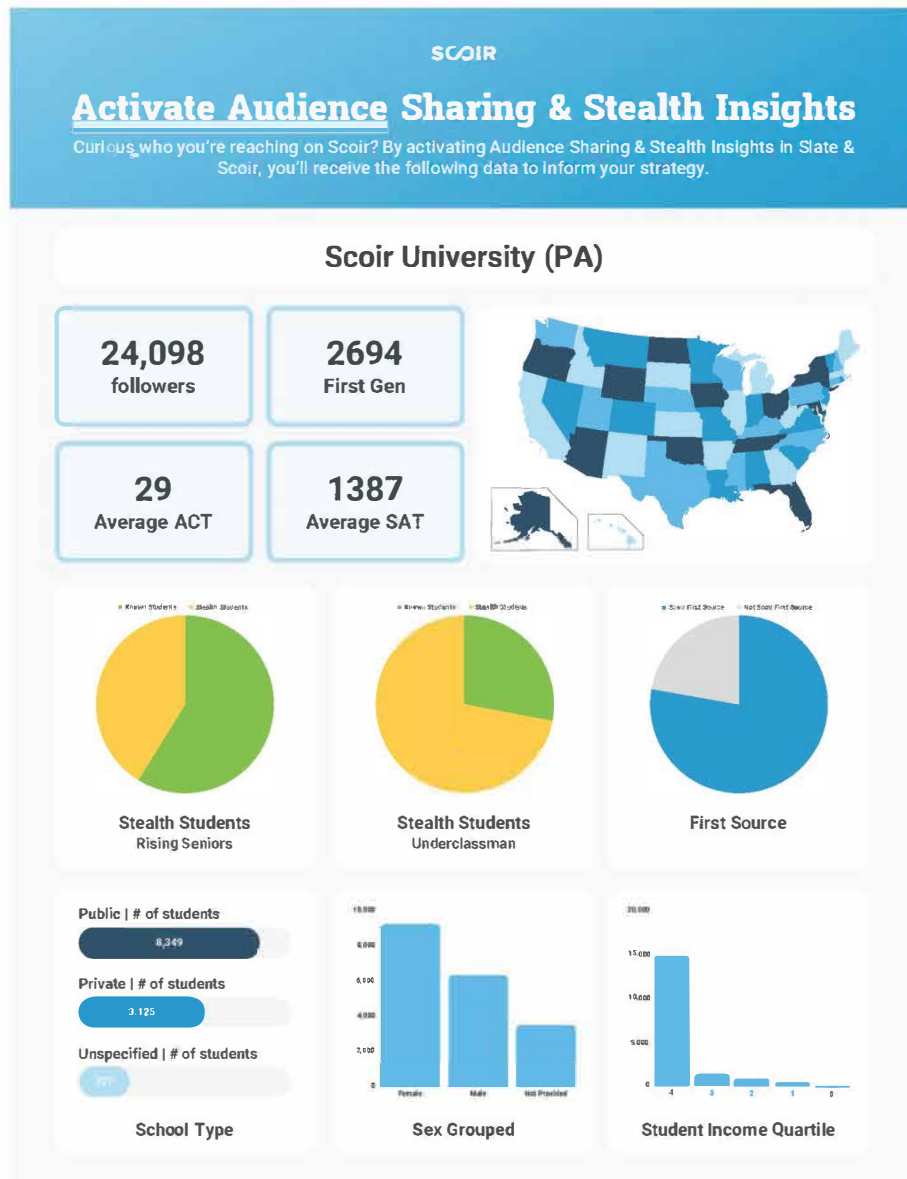 SCOIR
Activate Audience Sharing & Stealth Insights
Curious who you're reaching on Scoir? By activating Audience Sharing & Stealth Insights in Slate &
Scoir, you'll receive the following data to inform your strategy.
Scoir University (PA)
24,098
followers
2694
First Gen
29
Average ACT
1387
Average SAT
Known Students Stealth Students
Known Students Stealth Students
Scoir First Source Not Scoir First Source
Stealth Students
Rising Seniors
Stealth Students
Underclassman
First Source
Public | # of students
8,349
Private | # of students
3,125
Unspecified | # of students
School Type
10,000
8,000
6,000
4,000
2,000
0
Female Male Not Provided
Sex Grouped
20,000
15,000
10,000
5,000
0
4 3 2 1 0
Student Income Quartile